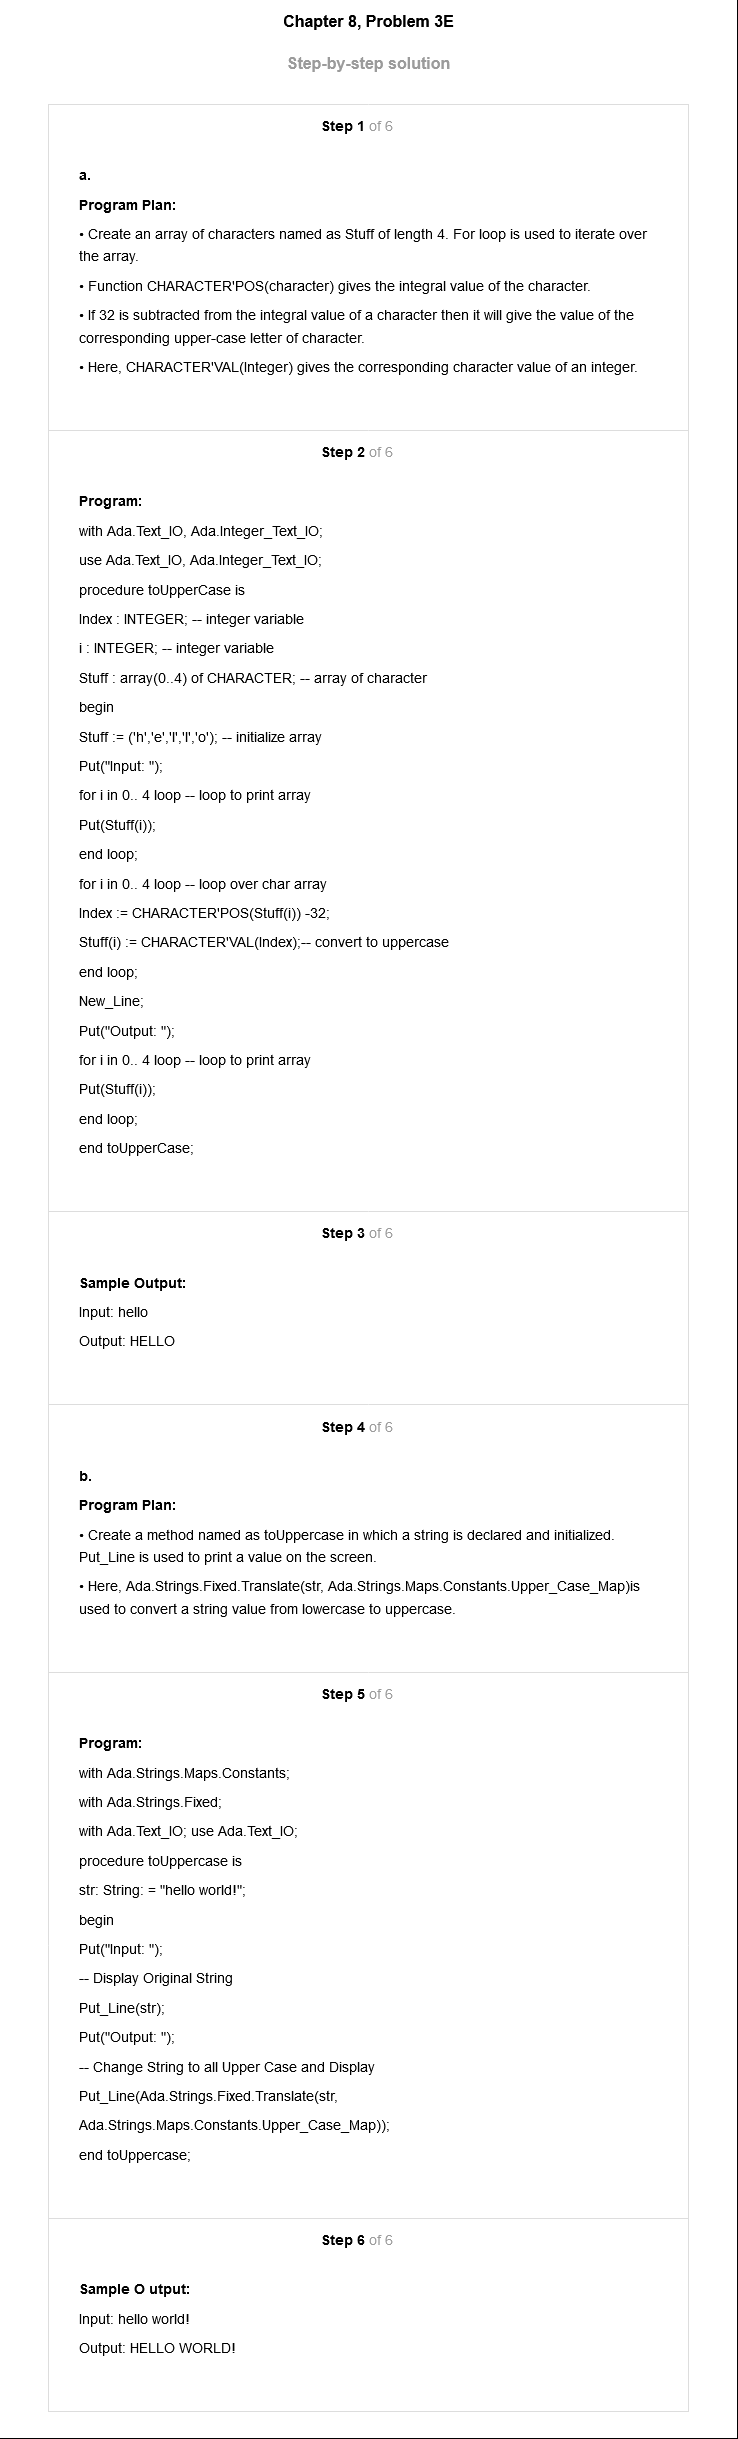 Chapter 8, Problem 3E
Step-by-step solution
Step 1 of 6
a.
Program Plan:
• Create an array of characters named as Stuff of length 4. For loop is used to iterate over
the array.
• Function CHARACTER'POS(character) gives the integral value of the character.
• If 32 is subtracted from the integral value of a character then it will give the value of the
corresponding upper-case letter of character.
• Here, CHARACTER'VAL(Integer) gives the corresponding character value of an integer.
Step 2 of 6
Program:
with Ada.Text_IO, Ada.Integer_Text_IO;
use Ada.Text_IO, Ada.Integer_Text_IO;
procedure toUpperCase is
Index : INTEGER; -- integer variable
i : INTEGER; -- integer variable
Stuff : array(0..4) of CHARACTER; -- array of character
begin
Stuff := ('h','e','l','l','o'); -- initialize array
Put("Input: ");
for i in 0.. 4 loop -- loop to print array
Put(Stuff(i));
end loop;
for i in 0.. 4 loop -- loop over char array
Index := CHARACTER'POS(Stuff(i)) -32;
Stuff(i) := CHARACTER'VAL(Index);-- convert to uppercase
end loop;
New_Line;
Put("Output: ");
for i in 0.. 4 loop -- loop to print array
Put(Stuff(i));
end loop;
end toUpperCase;
Step 3 of 6
Sample Output:
Input: hello
Output: HELLO
Step 4 of 6
b.
Program Plan:
• Create a method named as toUppercase in which a string is declared and initialized.
Put_Line is used to print a value on the screen.
• Here, Ada.Strings.Fixed.Translate(str, Ada.Strings.Maps.Constants.Upper_Case_Map)is
used to convert a string value from lowercase to uppercase.
Step 5 of 6
Program:
with Ada.Strings.Maps.Constants;
with Ada.Strings.Fixed;
with Ada.Text_IO; use Ada.Text_IO;
procedure toUppercase is
str: String: = "hello world!";
begin
Put("Input: ");
-- Display Original String
Put_Line(str);
Put("Output: ");
-- Change String to all Upper Case and Display
Put_Line(Ada.Strings.Fixed.Translate(str,
Ada.Strings.Maps.Constants.Upper_Case_Map));
end toUppercase;
Step 6 of 6
Sample O utput:
Input: hello world!
Output: HELLO WORLD!